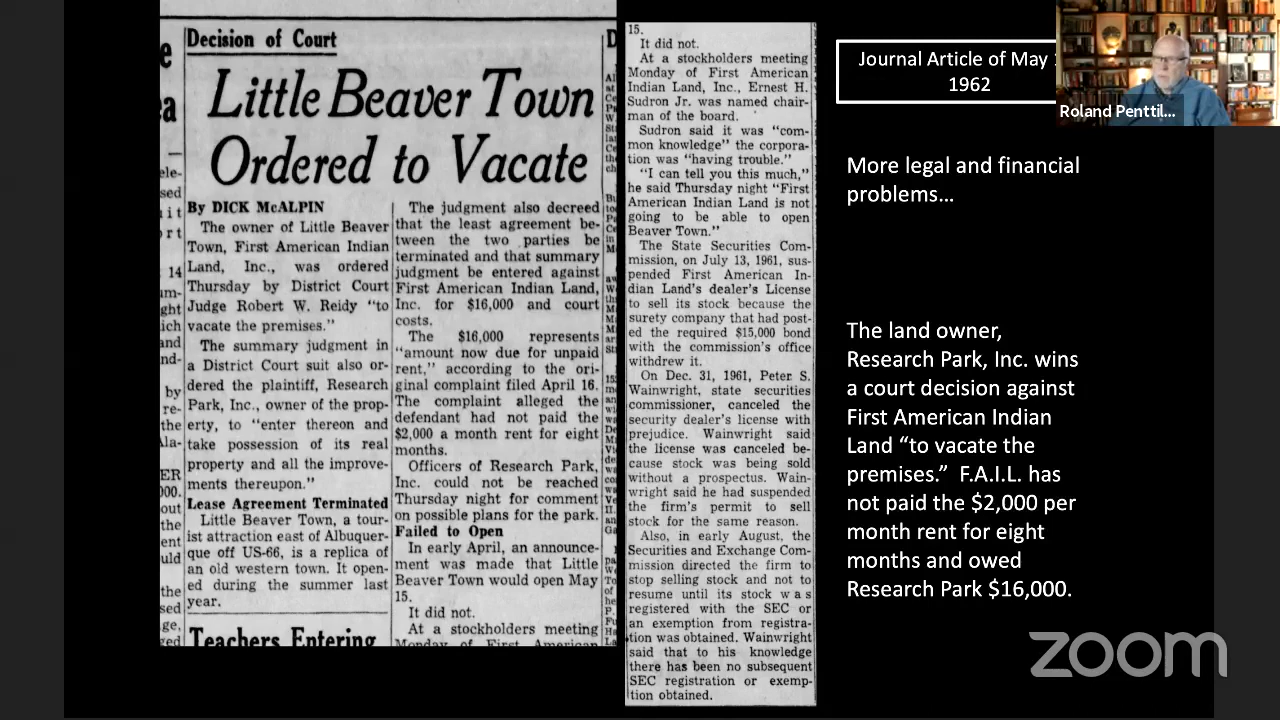 Decision of Court
Little Beaver Town
Ordered to Vacate
By DICK McALPIN
The owner of Little Beaver
Town, First American Indian
Land, Inc., was ordered
Thursday by District Court
Judge Robert W. Reidy "to
vacate the premises."
The summary judgment in
a District Court suit also or-
dered the plaintiff, Research
Park, Inc., owner of the prop-
erty, to "enter thereon and
take possession of its real
property and all the improve-
ments thereupon."
Lease Agreement Terminated
Little Beaver Town, a tour-
ist attraction east of Albuquer-
que off US-66, is a replica of
an old western town. It open-
ed during the summer last
year.
Teachers Entering
The judgment also decreed
that the least agreement be-
tween the two parties be
terminated and that summary
judgment be entered against
First American Indian Land,
Inc. for $16,000 and court
costs.
The $16,000 represents
"amount now due for unpaid
rent," according to the ori-
ginal complaint filed April 16.
The complaint alleged the
defendant had not paid the
$2,000 a month rent for eight
months.
Officers of Research Park,
Inc. could not be reached
Thursday night for comment
on possible plans for the park.
Failed to Open
In early April, an announce-
ment was made that Little
Beaver Town would open May
15.
It did not.
At a stockholders meeting
Monday of First American
15.
It did not.
At a stockholders meeting
Monday of First American
Indian Land, Inc., Ernest H.
Sudron Jr. was named chair-
man of the board.
Sudron said it was "com-
mon knowledge" the corpora-
tion was "having trouble."
"I can tell you this much,"
he said Thursday night "First
American Indian Land is not
going to be able to open
Beaver Town."
The State Securities Com-
mission, on July 13, 1961, sus-
pended First American In-
dian Land's dealer's License
to sell its stock because the
surety company that had post-
ed the required $15,000 bond
with the commission's office
withdrew it.
On Dec. 31, 1961, Peter S.
Wainwright, state securities
commissioner, canceled the
security dealer's license with
prejudice. Wainwright said
the license was canceled be-
cause stock was being sold
without a prospectus. Wain-
wright said he had suspended
the firm's permit to sell
stock for the same reason.
Also, in early August, the
Securities and Exchange Com-
mission directed the firm to
stop selling stock and not to
resume until its stock was
registered with the SEC or
an exemption from registra-
tion was obtained. Wainwright
said that to his knowledge
there has been no subsequent
SEC registration or exemp-
tion obtained.
Journal Article of May
1962
Roland Penttil...
More legal and financial
problems…
The land owner,
Research Park, Inc. wins
a court decision against
First American Indian
Land “to vacate the
premises.” F.A.I.L. has
not paid the $2,000 per
month rent for eight
months and owed
Research Park $16,000.
zoom